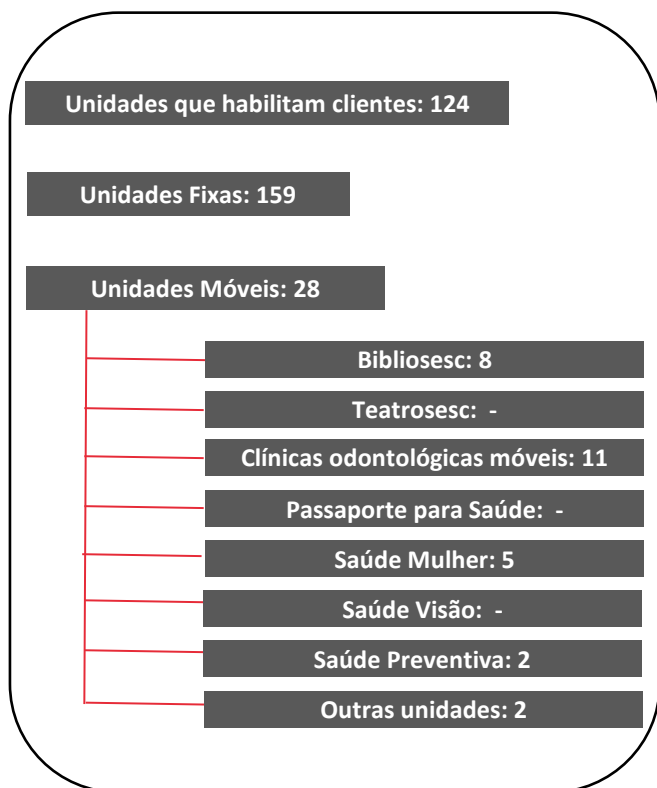 Unidades que habilitam clientes: 124
Unidades Fixas: 159
Unidades Móveis: 28
Bibliosesc: 8
Teatrosesc: -
Clínicas odontológicas móveis: 11
Passaporte para Saúde: -
Saúde Mulher: 5
Saúde Visão: -
Saúde Preventiva: 2
Outras unidades: 2